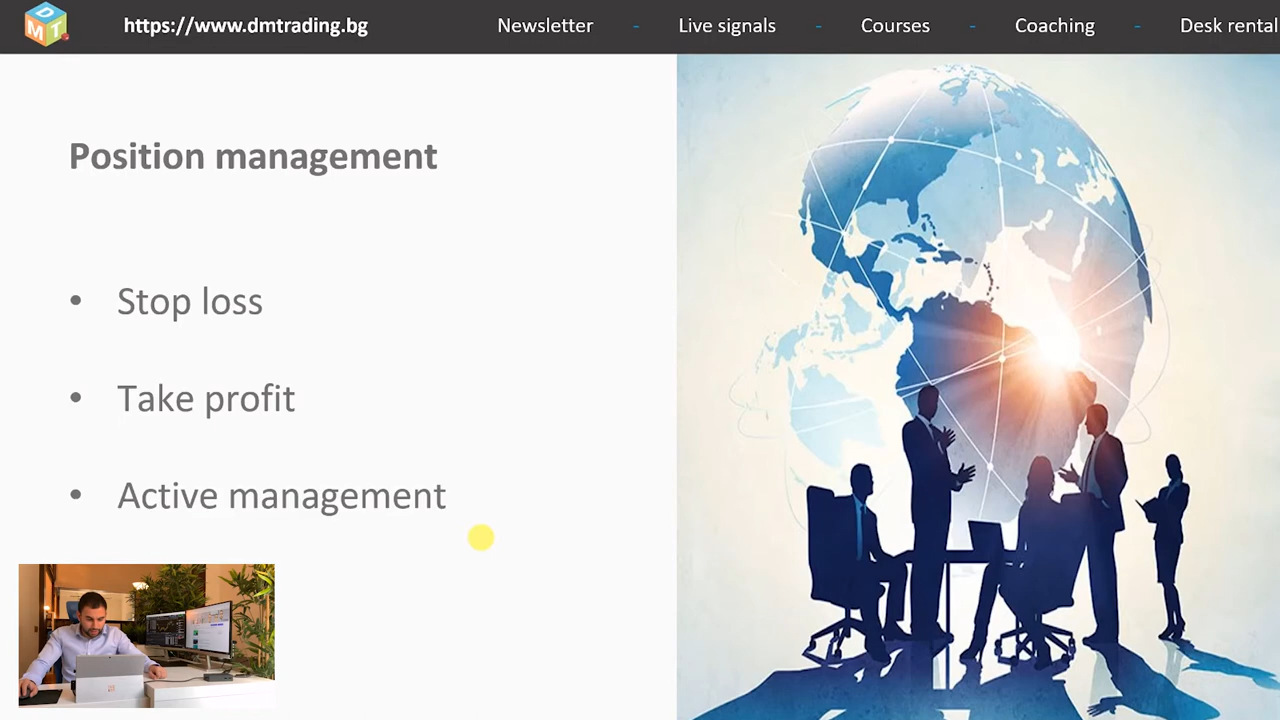 DMT
https://www.dmtrading.bg
Newsletter - Live signals - Courses - Coaching - Desk rental
Position management
• Stop loss
• Take profit
• Active management